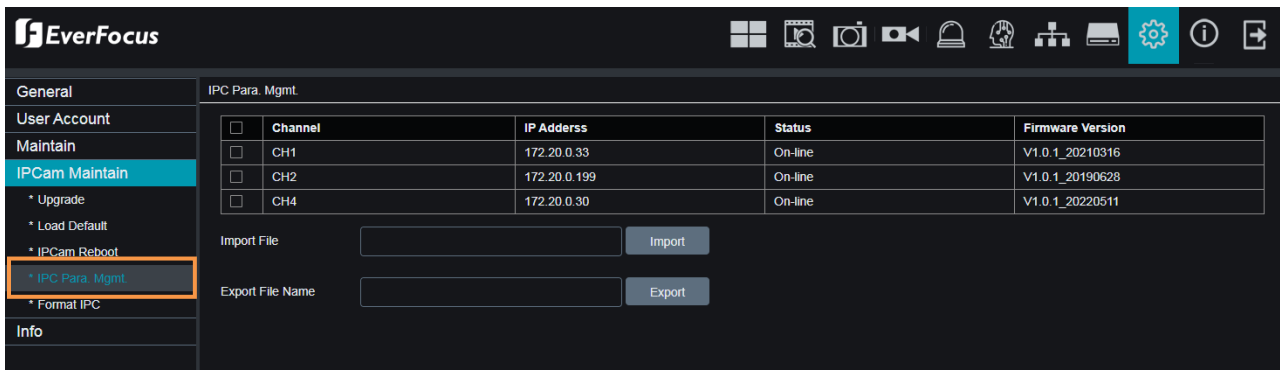 EverFocus
General
User Account
Maintain
IPCam Maintain
* Upgrade
* Load Default
* IPCam Reboot
* IPC Para. Mgmt.
* Format IPC
Info
IPC Para. Mgmt.
Channel IP Adderss Status Firmware Version
CH1 172.20.0.33 On-line V1.0.1_20210316
CH2 172.20.0.199 On-line V1.0.1_20190628
CH4 172.20.0.30 On-line V1.0.1_20220511
Import File Import
Export File Name Export